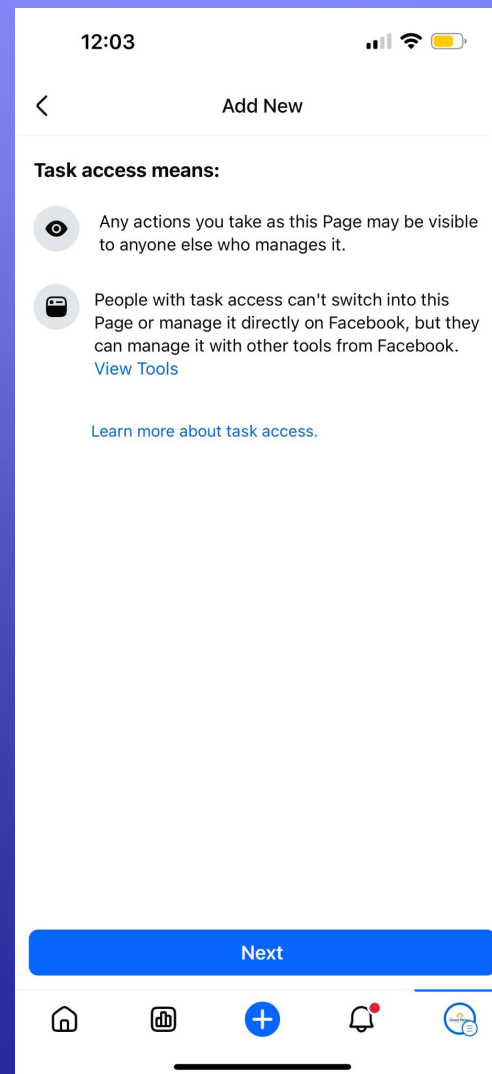 12:03
Add New
Task access means:
Any actions you take as this Page may be visible
to anyone else who manages it.
People with task access can't switch into this
Page or manage it directly on Facebook, but they
can manage it with other tools from Facebook.
View Tools
Learn more about task access.
Next